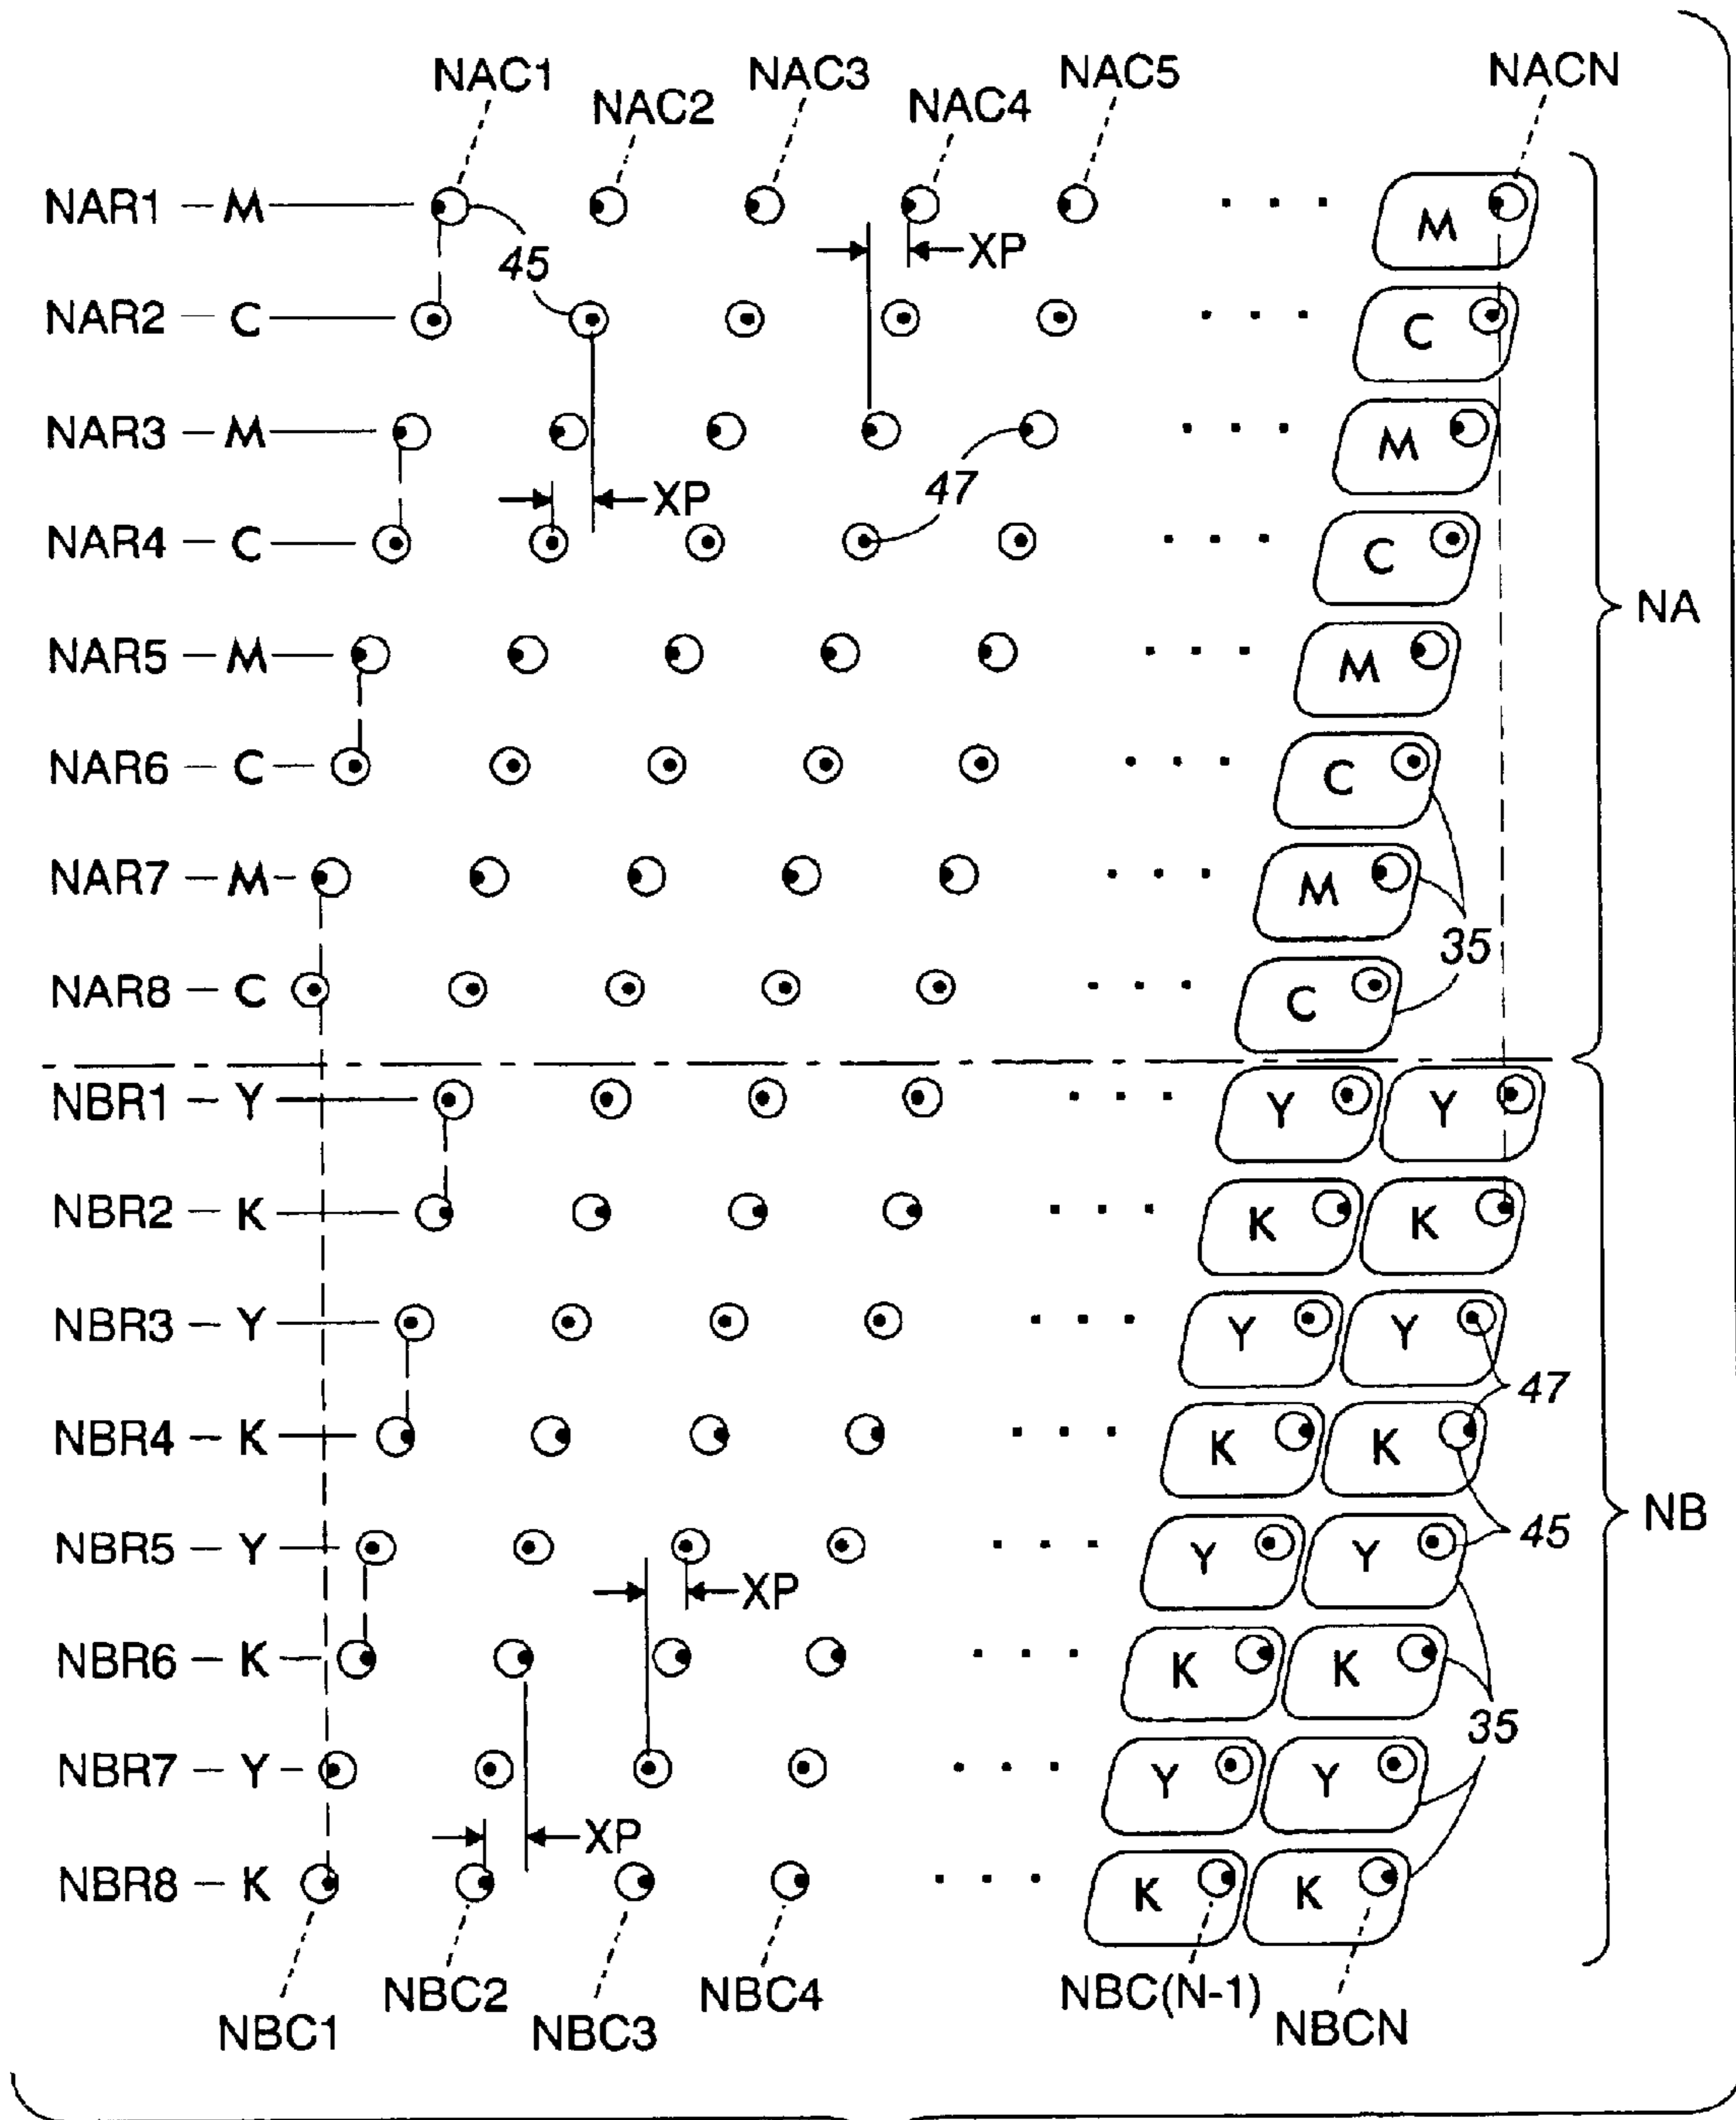 NAC1 NAC2 NAC3 NAC4 NAC5 NACN
NAR1 – M M
45 XP
NAR2 – C C
NAR3 – M M
XP 47
NAR4 – C C
NA
NAR5 – M M
NAR6 – C C
NAR7 – M M
35
NAR8 – C C
NBR1 – Y Y Y
NBR2 – K K K
NBR3 – Y Y Y
47
NBR4 – K K K
NB
45
NBR5 – Y Y Y
XP
NBR6 – K K K
35
NBR7 – Y Y Y
XP
NBR8 – K K K
NBC1 NBC2 NBC3 NBC4 NBC(N-1) NBCN